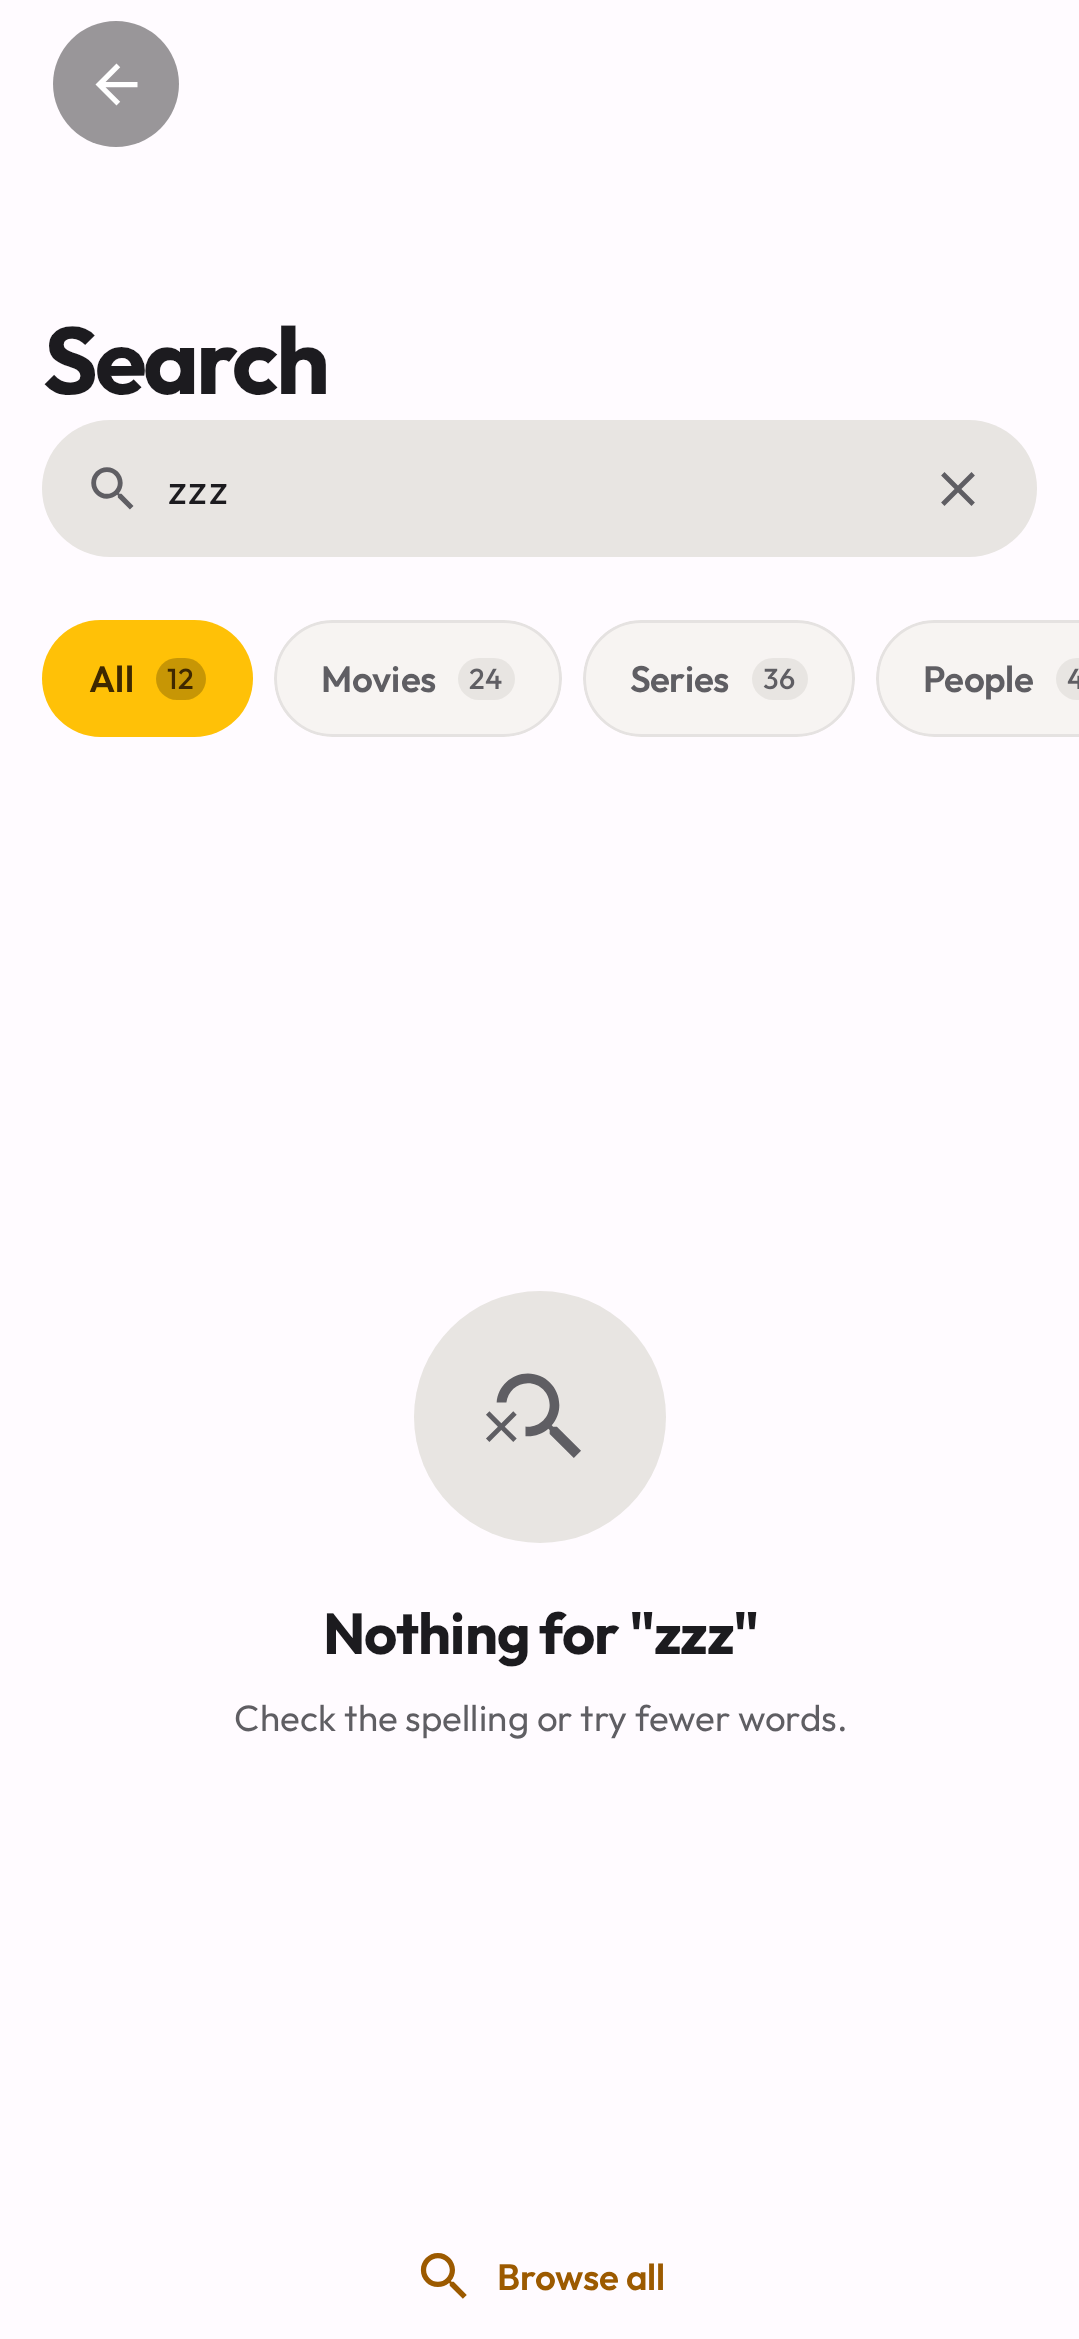 Search
zzz
All 12 Movies 24 Series 36 People
Nothing for "zzz"
Check the spelling or try fewer words.
Browse all